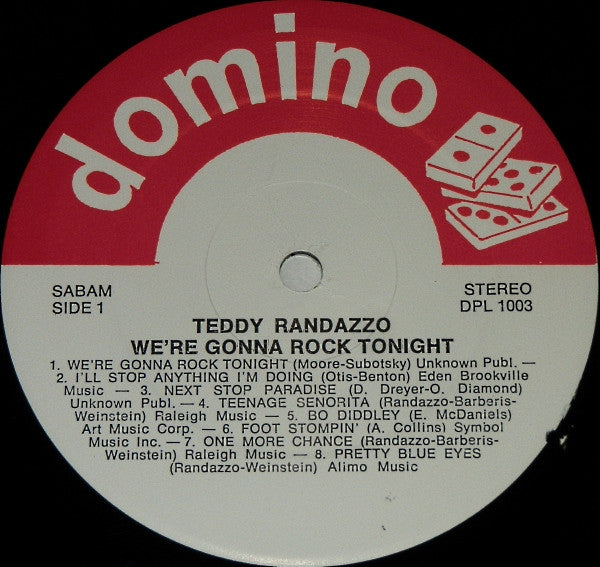 domino
SABAM
SIDE 1
STEREO
DPL 1003
TEDDY RANDAZZO
WE'RE GONNA ROCK TONIGHT
1. WE'RE GONNA ROCK TONIGHT (Moore-Subotsky) Unknown Publ. —
2. I'LL STOP ANYTHING I'M DOING (Otis-Benton) Eden Brookville
Music — 3. NEXT STOP PARADISE (D. Dreyer-O. Diamond)
Unknown Publ. — 4. TEENAGE SENORITA (Randazzo-Barberis-
Weinstein) Raleigh Music — 5. BO DIDDLEY (E. McDaniels)
Art Music Corp. — 6. FOOT STOMPIN' (A. Collins) Symbol
Music Inc. — 7. ONE MORE CHANCE (Randazzo-Barberis-
Weinstein) Raleigh Music — 8. PRETTY BLUE EYES
(Randazzo-Weinstein) Alimo Music